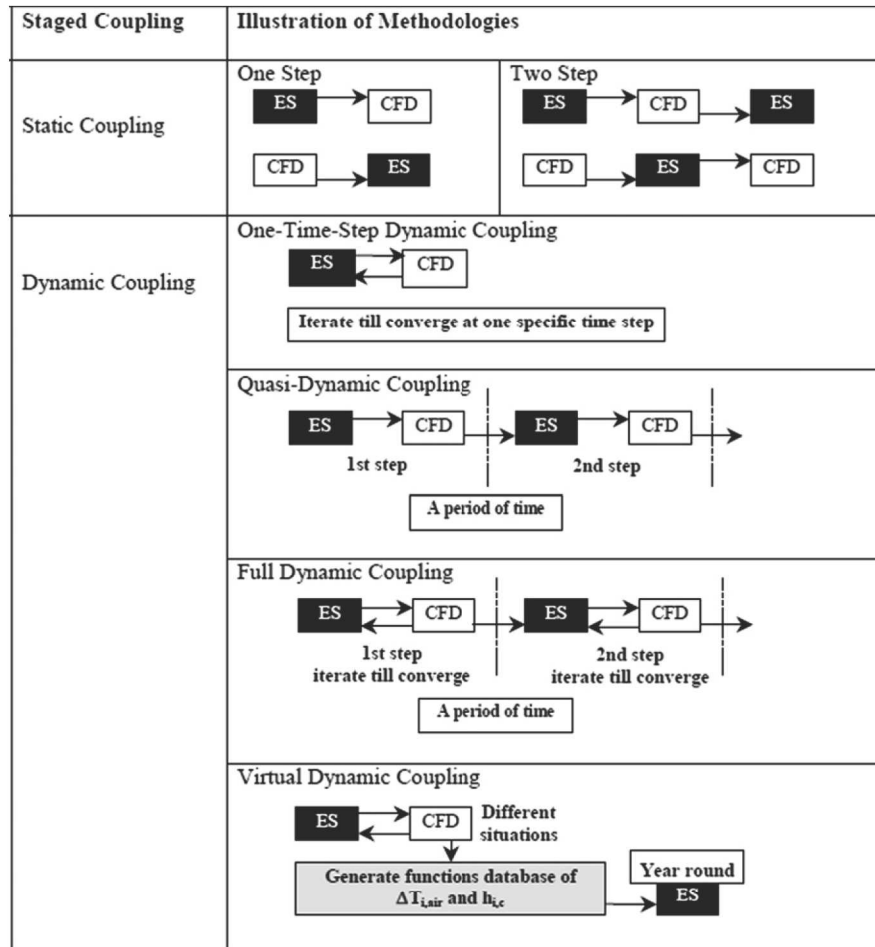 Staged Coupling
Illustration of Methodologies
Static Coupling
One Step
ES CFD
CFD ES
Two Step
ES CFD ES
CFD ES CFD
Dynamic Coupling
One-Time-Step Dynamic Coupling
ES CFD
Iterate till converge at one specific time step
Quasi-Dynamic Coupling
ES CFD ES CFD
1st step 2nd step
A period of time
Full Dynamic Coupling
ES CFD ES CFD
1st step 2nd step
iterate till converge iterate till converge
A period of time
Virtual Dynamic Coupling
ES CFD
Different
situations
Generate functions database of
ΔTi,air and hi,c
Year round
ES